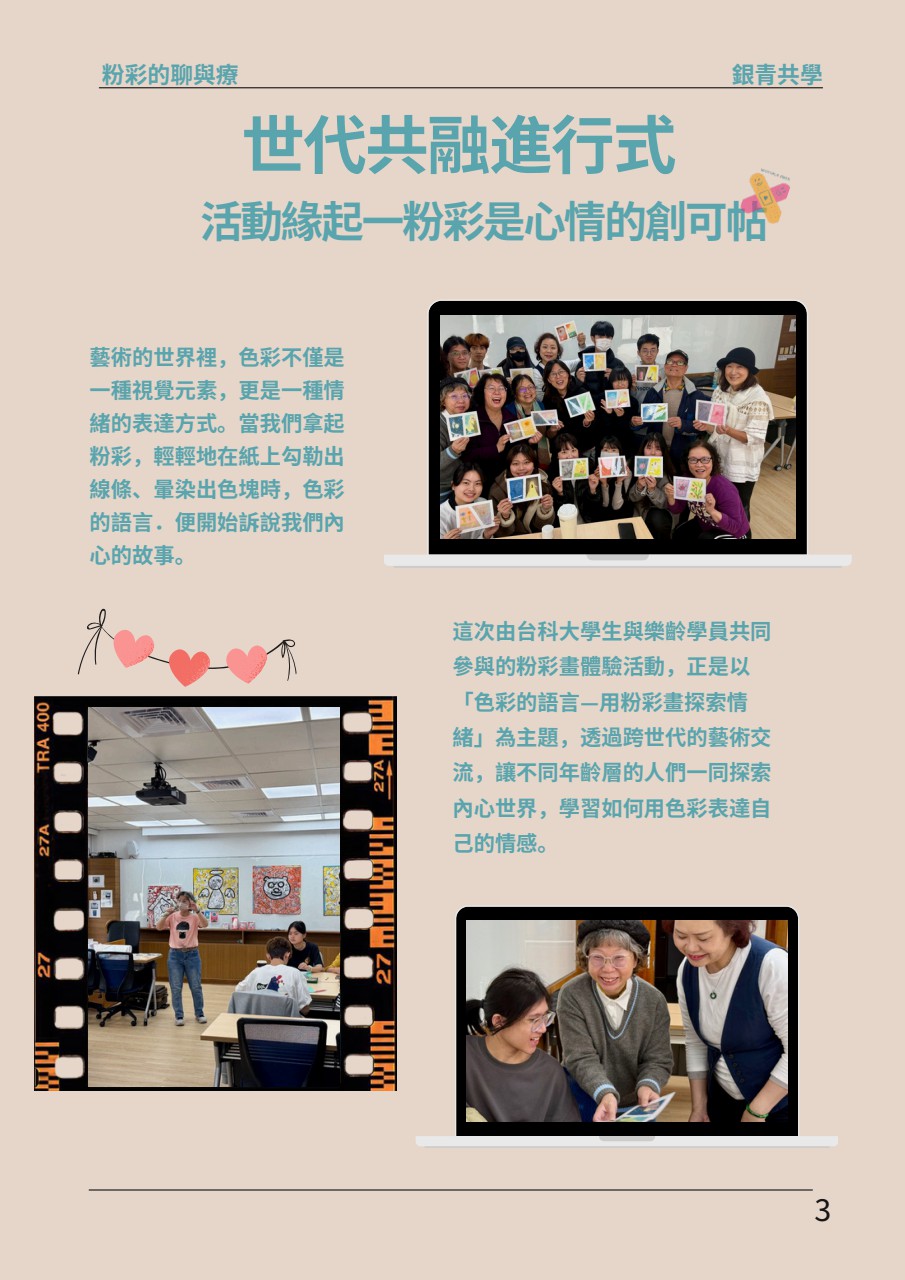 粉彩的聊與療
銀青共學
世代共融進行式
活動緣起—粉彩是心情的創可帖
藝術的世界裡，色彩不僅是
一種視覺元素，更是一種情
緒的表達方式。當我們拿起
粉彩，輕輕地在紙上勾勒出
線條、暈染出色塊時，色彩
的語言．便開始訴說我們內
心的故事。
這次由台科大學生與樂齡學員共同
參與的粉彩畫體驗活動，正是以
「色彩的語言—用粉彩畫探索情
緒」為主題，透過跨世代的藝術交
流，讓不同年齡層的人們一同探索
內心世界，學習如何用色彩表達自
己的情感。
TRA 400
27A
27
27A
27
3